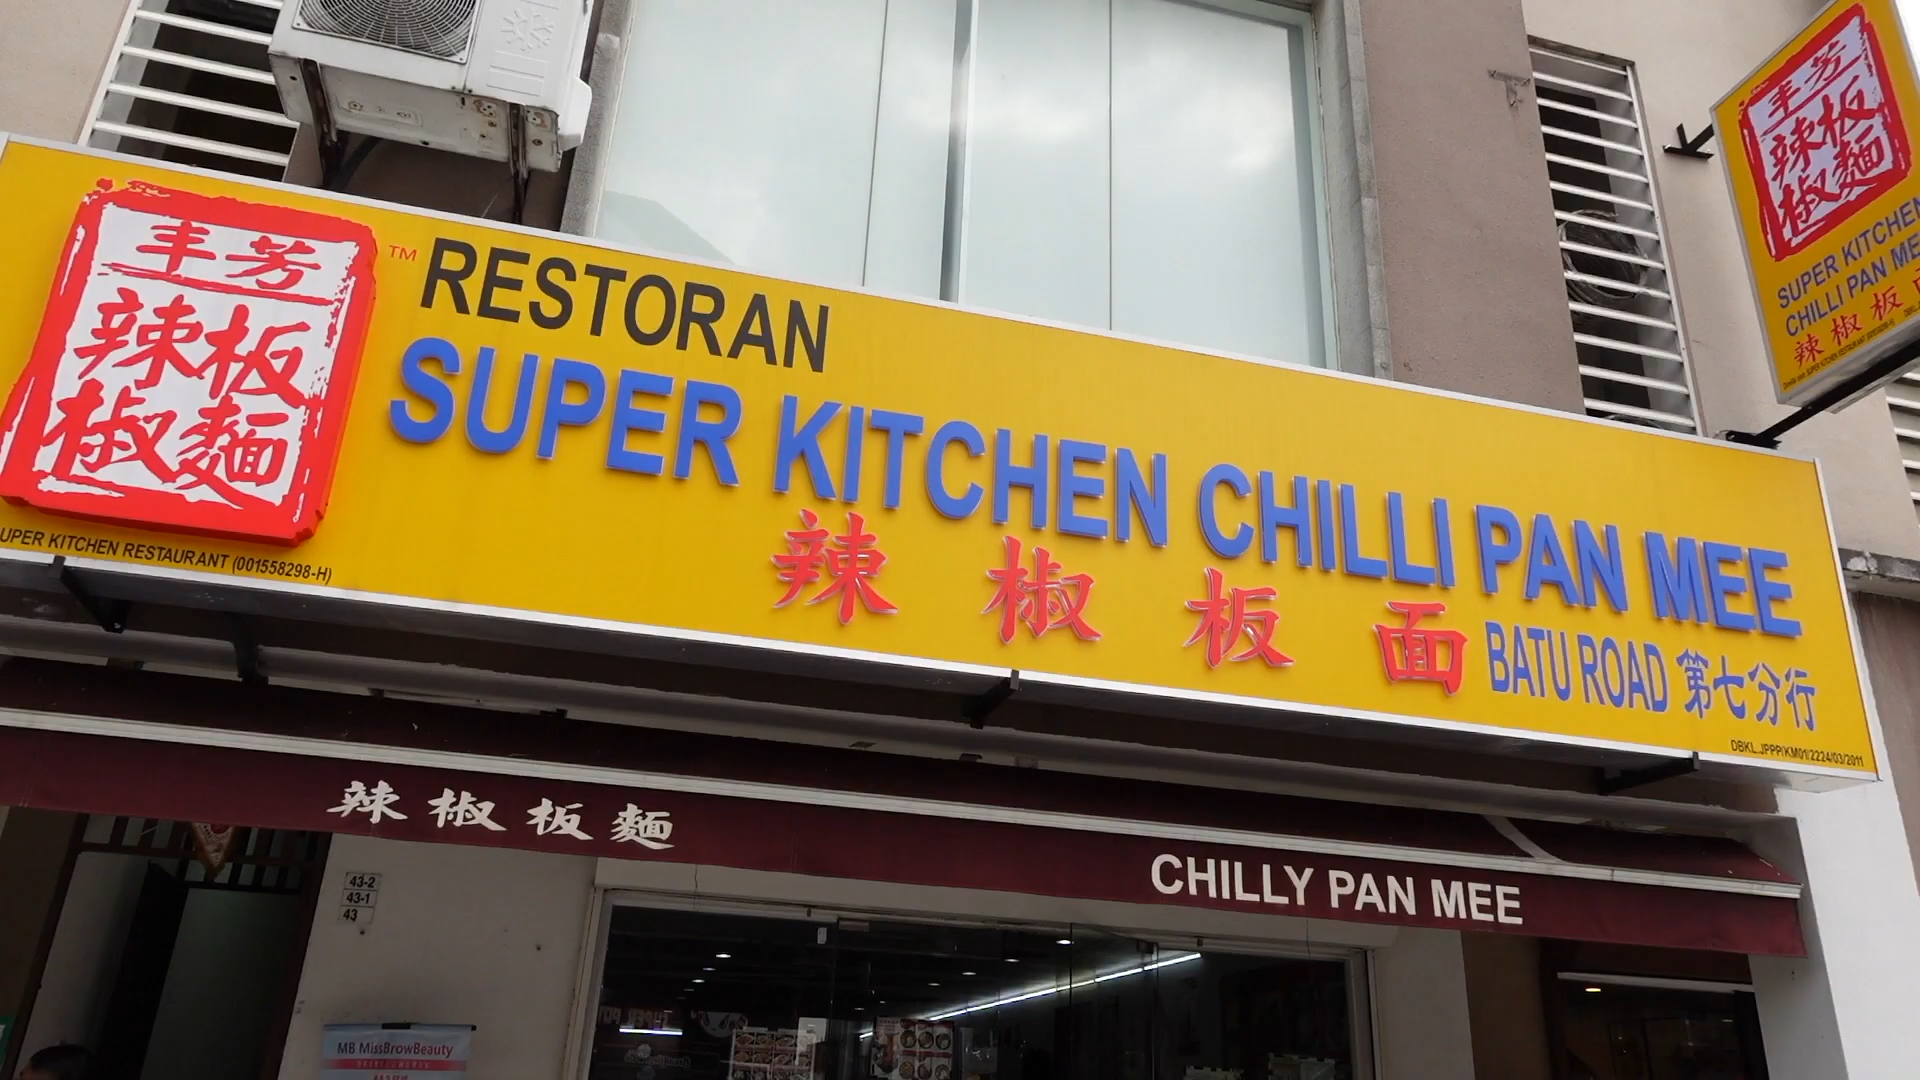 丰芳
辣椒板麵
TM
RESTORAN
SUPER KITCHEN CHILLI PAN MEE
辣椒板面
BATU ROAD 第七分行
UPER KITCHEN RESTAURANT (001558298-H)
DBKL.JPPP/KM01/2224/03/2011
丰芳
辣椒板麵
SUPER KITCHEN
CHILLI PAN MEE
辣椒板
辣椒板麵
CHILLY PAN MEE
43-2
43-1
43
MB MissBrowBeauty